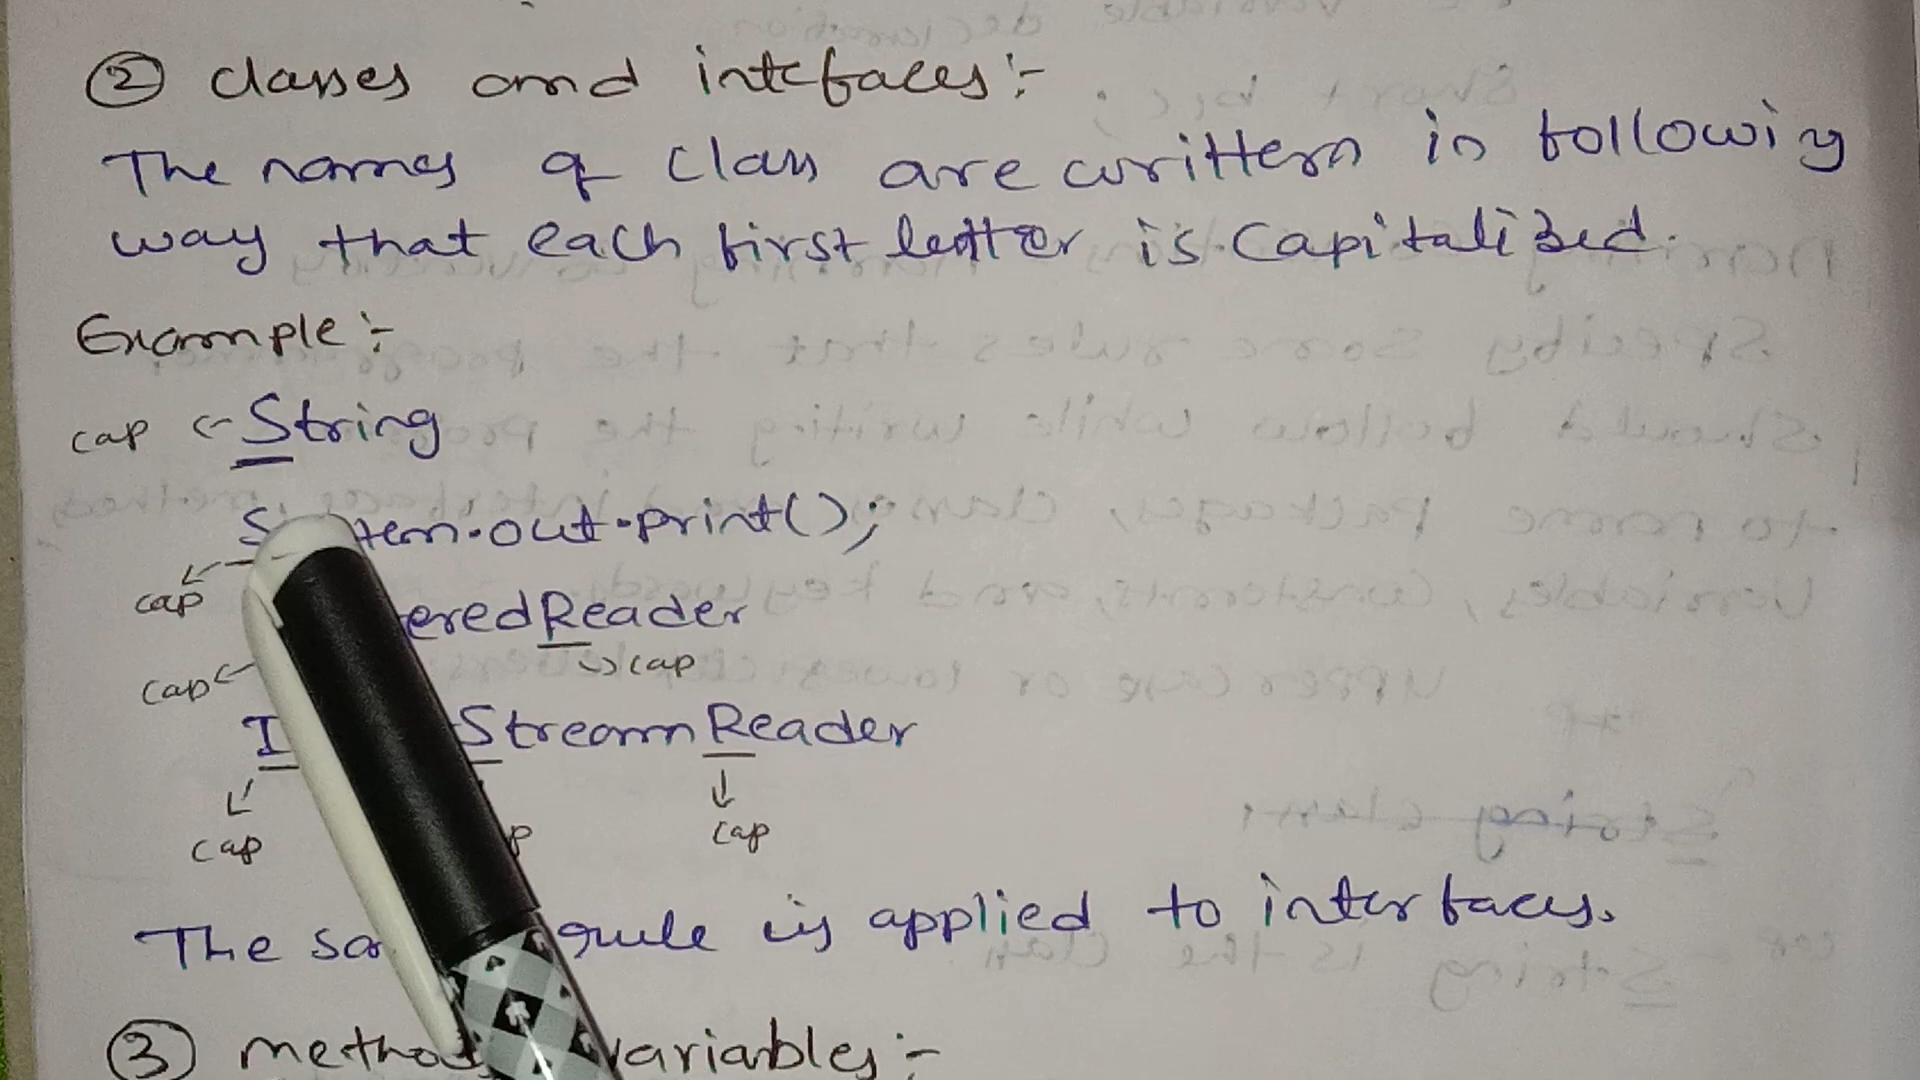 ② classes and intefaces:-
The names of class are written in followig
way that each first letter is Capitalized.
Example:-
cap ← String
S tem.out.print();
cap
eredReader
cap ← → cap
I StreamReader
cap p cap
The sa rule is applied to interfaces.
③ metho variables:-